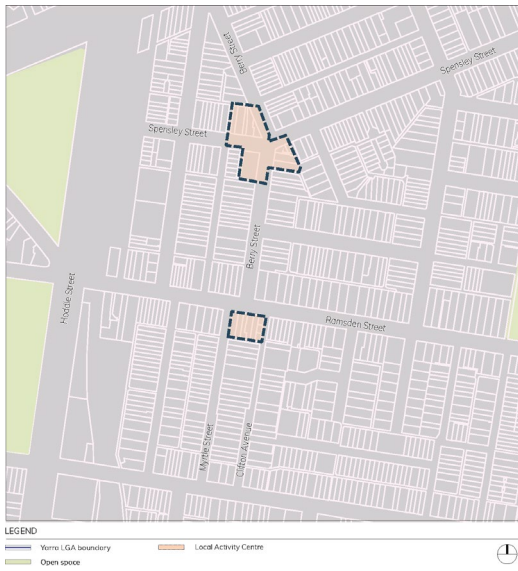 Berry Street
Spensley Street
Spensley Street
Berry Street
Hoddle Street
Ramsden Street
Myrtle Street
Clifton Avenue
LEGEND
Yarra LGA boundary
Local Activity Centre
Open space